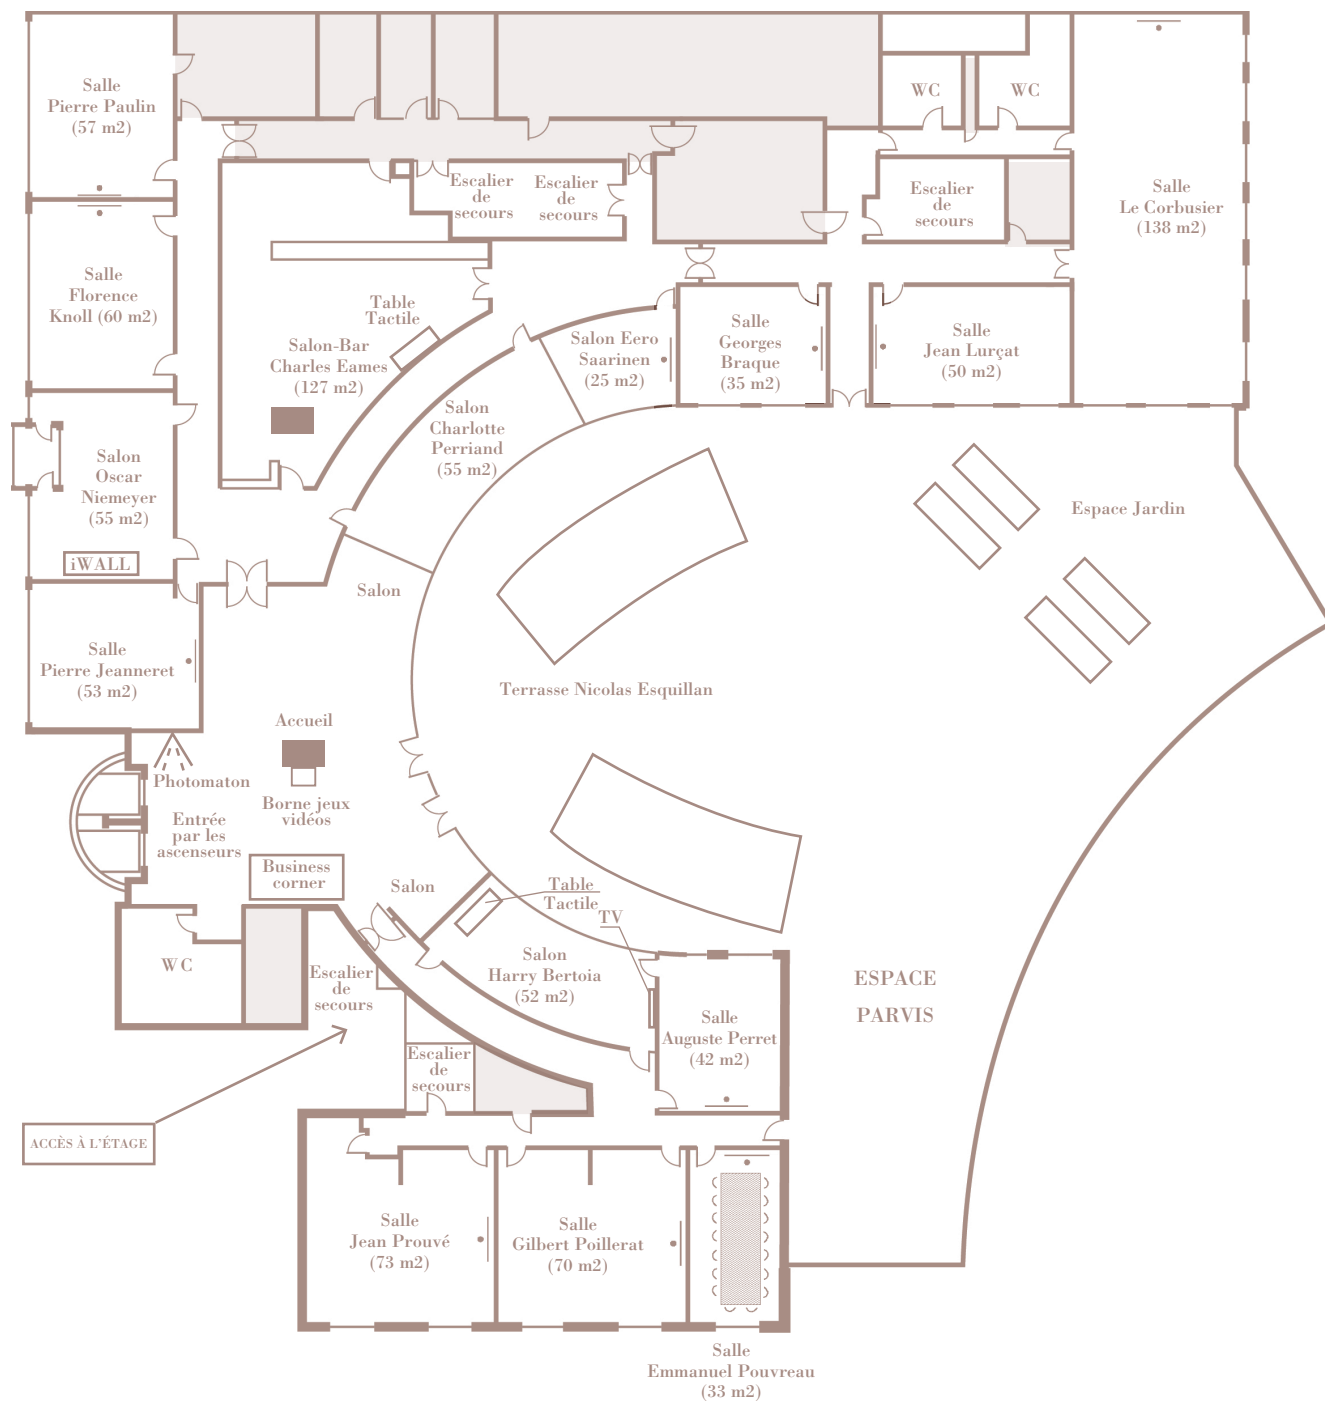 Salle
Pierre Paulin
(57 m2)
WC
WC
Salle
Le Corbusier
(138 m2)
Escalier
de
secours
Escalier
de
secours
Escalier
de
secours
Salle
Florence
Knoll (60 m2)
Table
Tactile
Salon-Bar
Charles Eames
(127 m2)
Salon Eero
Saarinen
(25 m2)
Salle
Georges
Braque
(35 m2)
Salle
Jean Lurçat
(50 m2)
Salon
Charlotte
Perriand
(55 m2)
Salon
Oscar
Niemeyer
(55 m2)
iWALL
Espace Jardin
Salon
Salle
Pierre Jeanneret
(53 m2)
Terrasse Nicolas Esquillan
Accueil
Photomaton
Borne jeux
vidéos
Entrée
par les
ascenseurs
Business
corner
Salon
Table
Tactile
TV
WC
Escalier
de
secours
Salon
Harry Bertoia
(52 m2)
ESPACE
PARVIS
Salle
Auguste Perret
(42 m2)
Escalier
de
secours
ACCÈS À L'ÉTAGE
Salle
Jean Prouvé
(73 m2)
Salle
Gilbert Poillerat
(70 m2)
Salle
Emmanuel Pouvreau
(33 m2)